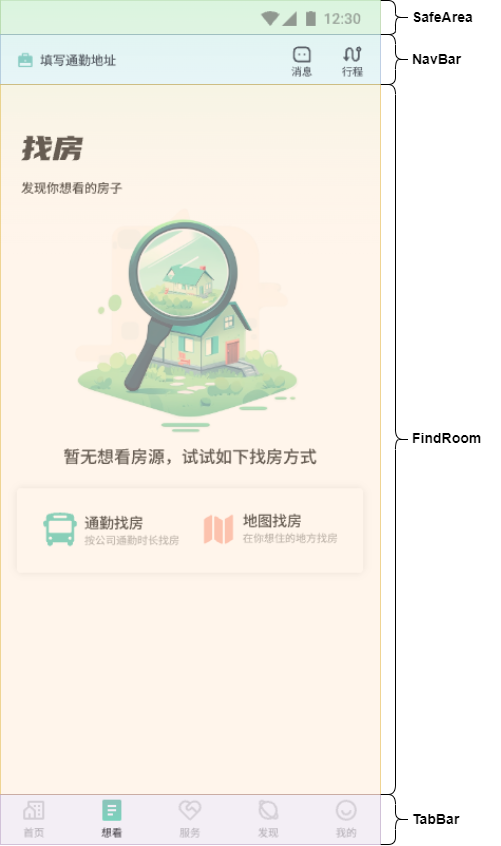 12:30
SafeArea
填写通勤地址
消息
行程
NavBar
找房
发现你想看的房子
FindRoom
暂无想看房源，试试如下找房方式
通勤找房
按公司通勤时长找房
地图找房
在你想住的地方找房
首页
想看
服务
发现
我的
TabBar